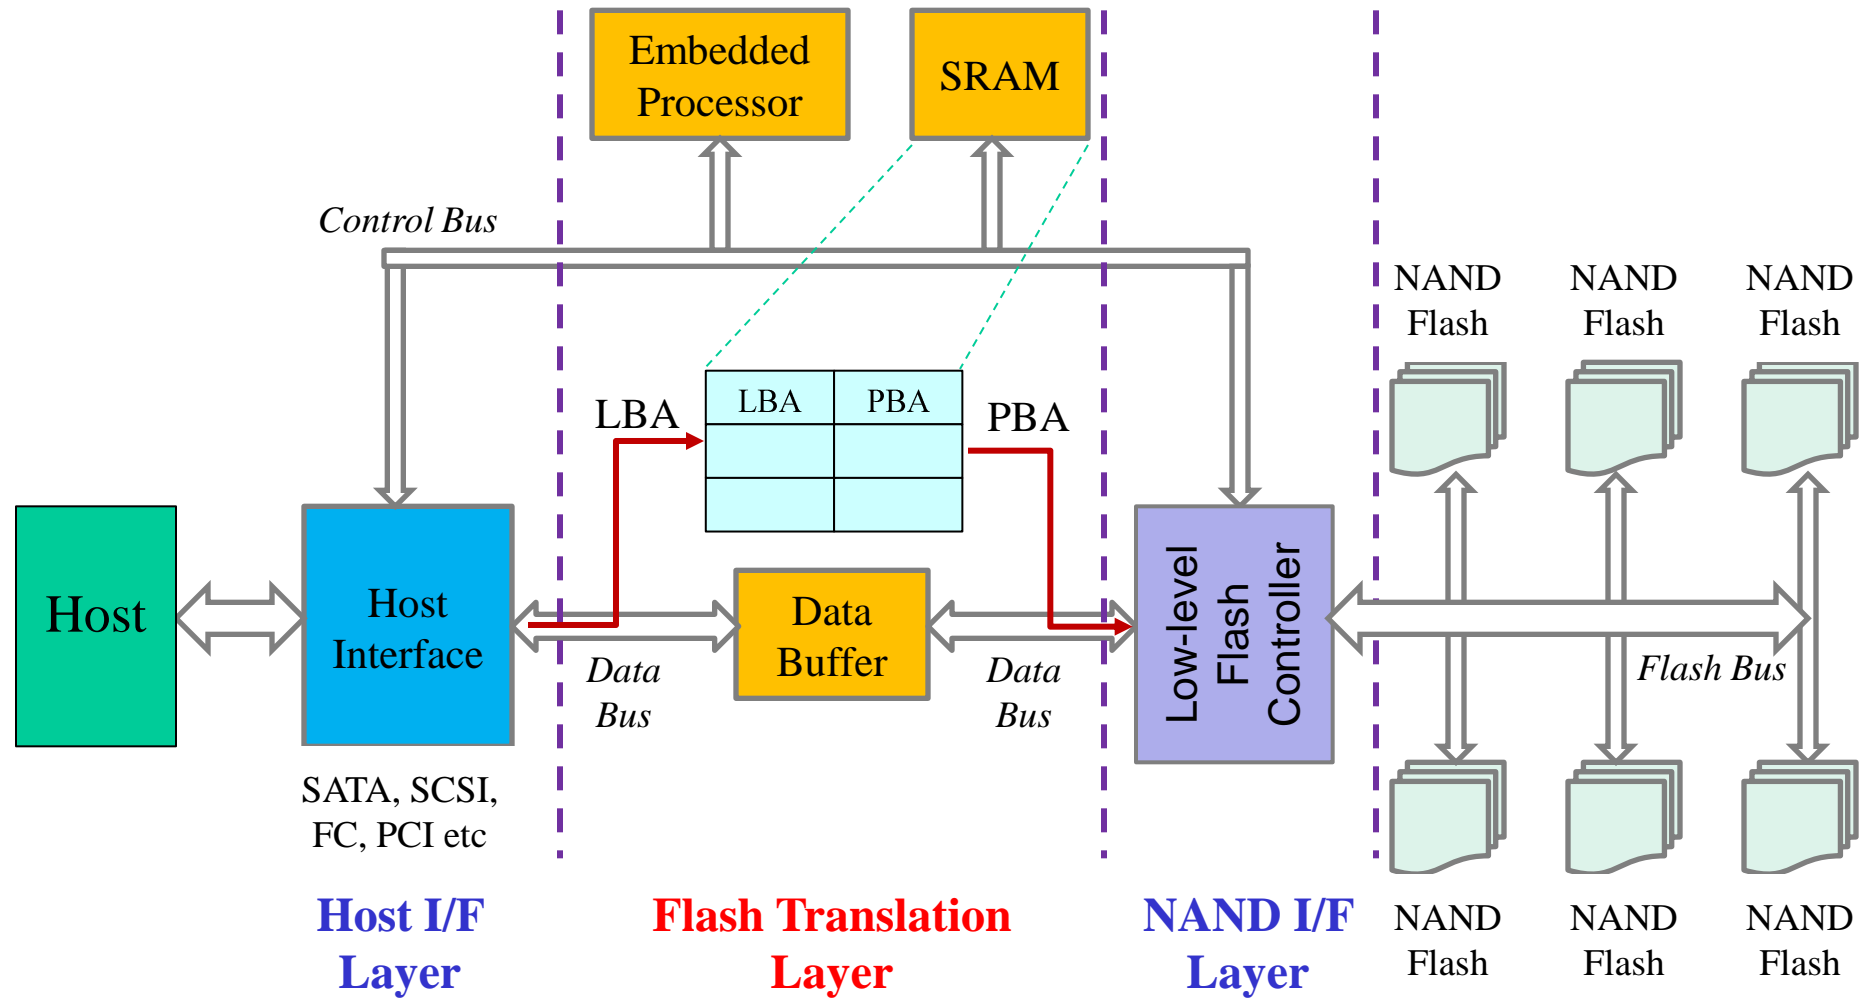 Embedded
Processor
SRAM
Control Bus
NAND
Flash
NAND
Flash
NAND
Flash
LBA
LBA
PBA
PBA
Host
Host
Interface
Data
Buffer
Low-level
Flash
Controller
Data
Bus
Data
Bus
Flash Bus
SATA, SCSI,
FC, PCI etc
Host I/F
Layer
Flash Translation
Layer
NAND I/F
Layer
NAND
Flash
NAND
Flash
NAND
Flash